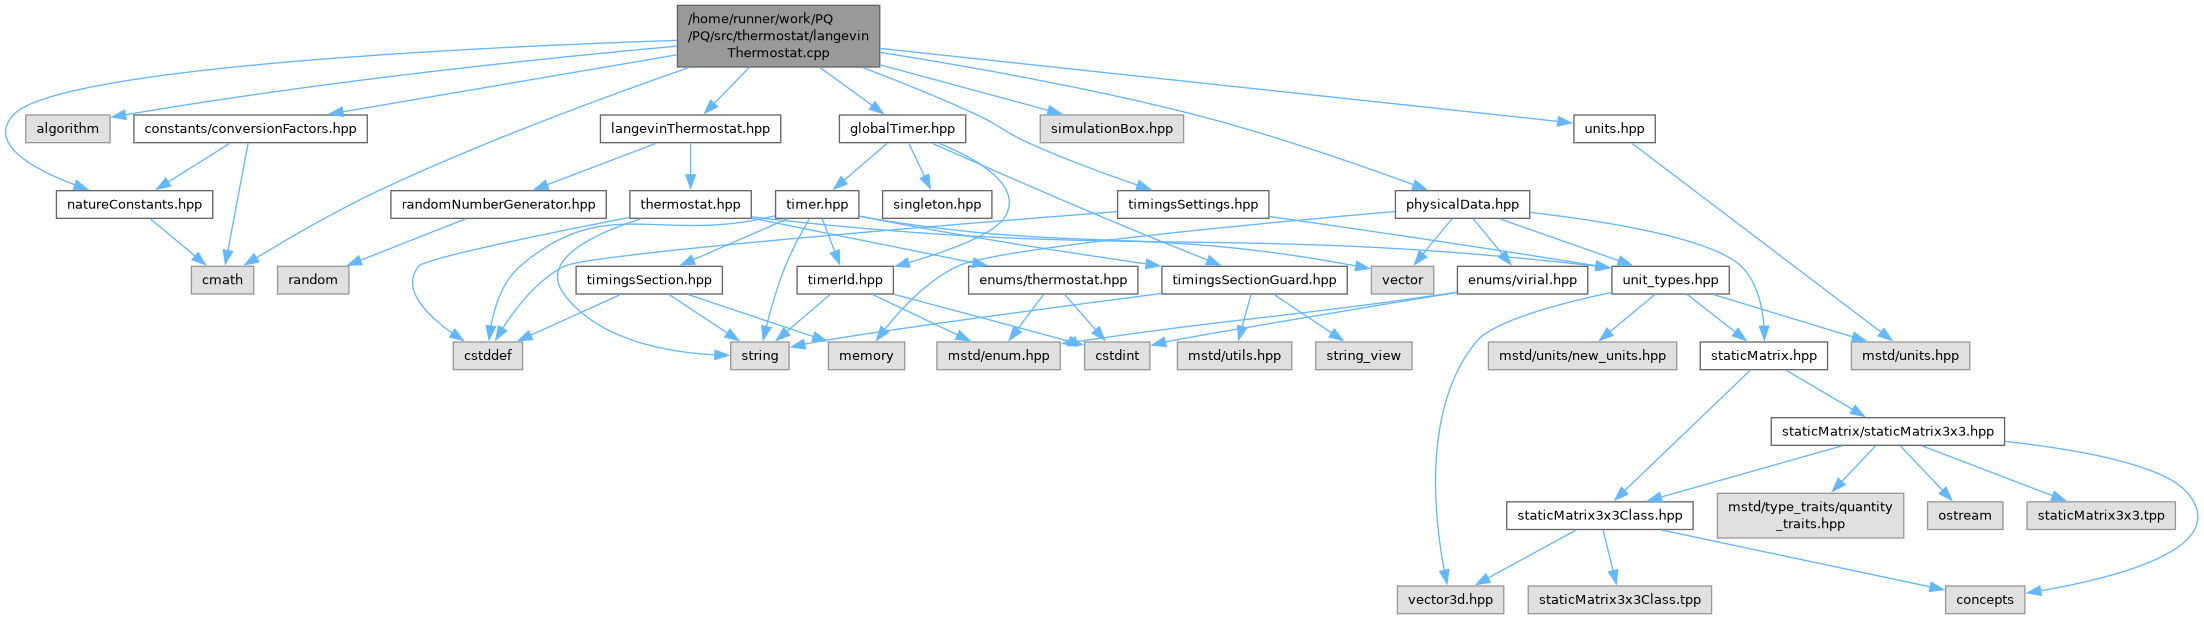 /home/runner/work/PQ
/PQ/src/thermostat/langevin
Thermostat.cpp
algorithm
constants/conversionFactors.hpp
langevinThermostat.hpp
globalTimer.hpp
simulationBox.hpp
units.hpp
natureConstants.hpp
randomNumberGenerator.hpp
thermostat.hpp
timer.hpp
singleton.hpp
timingsSettings.hpp
physicalData.hpp
cmath
random
timingsSection.hpp
timerId.hpp
enums/thermostat.hpp
timingsSectionGuard.hpp
vector
enums/virial.hpp
unit_types.hpp
cstddef
string
memory
mstd/enum.hpp
cstdint
mstd/utils.hpp
string_view
mstd/units/new_units.hpp
staticMatrix.hpp
mstd/units.hpp
staticMatrix/staticMatrix3x3.hpp
staticMatrix3x3Class.hpp
mstd/type_traits/quantity
_traits.hpp
ostream
staticMatrix3x3.tpp
vector3d.hpp
staticMatrix3x3Class.tpp
concepts